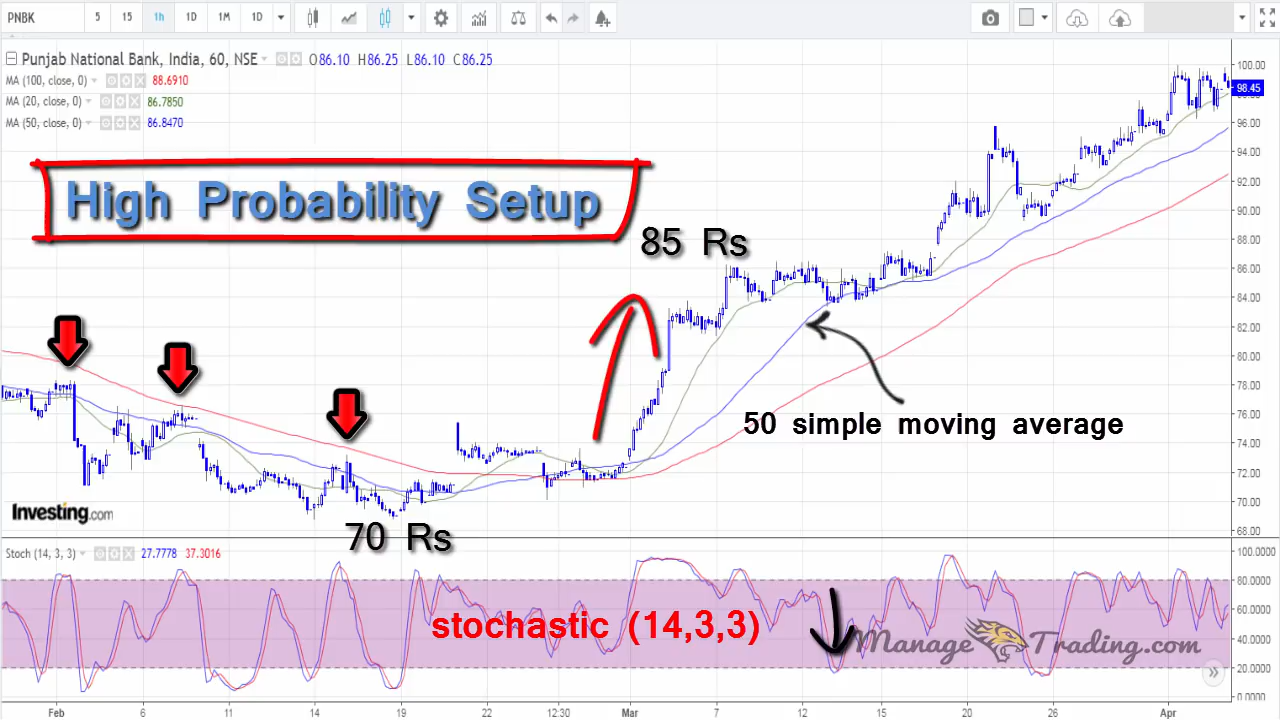 PNBK 5 15 1h 1D 1M 1D
Punjab National Bank, India, 60, NSE O86.10 H86.25 L86.10 C86.25
MA (100, close, 0) 88.6910
MA (20, close, 0) 86.7850
MA (50, close, 0) 86.8470
High Probability Setup
85 Rs
50 simple moving average
70 Rs
Investing.com
100.00
98.45
96.00
94.00
92.00
90.00
88.00
86.00
84.00
82.00
80.00
78.00
76.00
74.00
72.00
70.00
68.00
Stoch (14, 3, 3) 27.7778 37.3016
stochastic (14,3,3)
ManageTrading.com
100.0000
80.0000
60.0000
40.0000
20.0000
0.0000
Feb 6 11 14 19 22 12:30 Mar 7 12 15 20 26 Apr